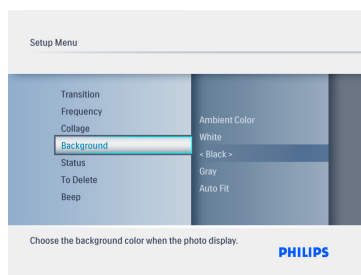 Setup Menu
Transition
Frequency
Collage
Background
Status
To Delete
Beep
Ambient Color
White
< Black >
Gray
Auto Fit
Choose the background color when the photo display.
PHILIPS